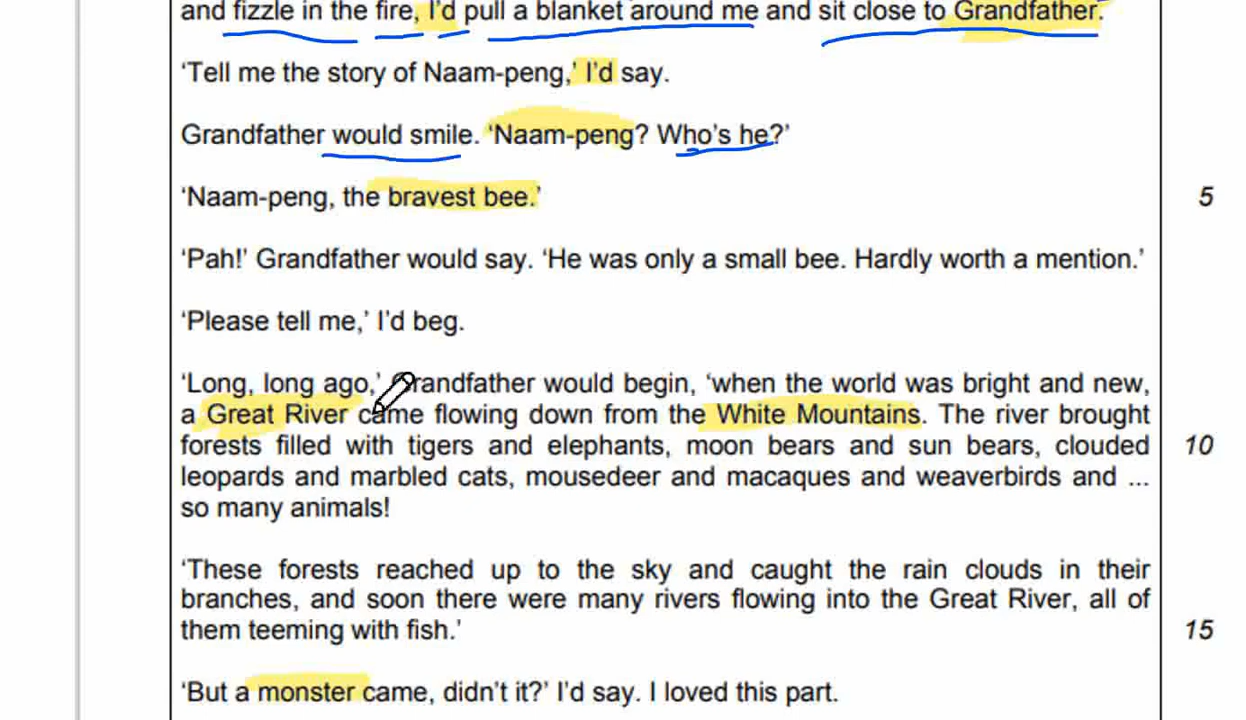 and fizzle in the fire, I'd pull a blanket around me and sit close to Grandfather.
'Tell me the story of Naam-peng,' I'd say.
Grandfather would smile. 'Naam-peng? Who's he?'
'Naam-peng, the bravest bee.'
5
'Pah!' Grandfather would say. 'He was only a small bee. Hardly worth a mention.'
'Please tell me,' I'd beg.
'Long, long ago,' Grandfather would begin, 'when the world was bright and new,
a Great River came flowing down from the White Mountains. The river brought
forests filled with tigers and elephants, moon bears and sun bears, clouded
10
leopards and marbled cats, mousedeer and macaques and weaverbirds and ...
so many animals!
'These forests reached up to the sky and caught the rain clouds in their
branches, and soon there were many rivers flowing into the Great River, all of
them teeming with fish.'
15
'But a monster came, didn't it?' I'd say. I loved this part.